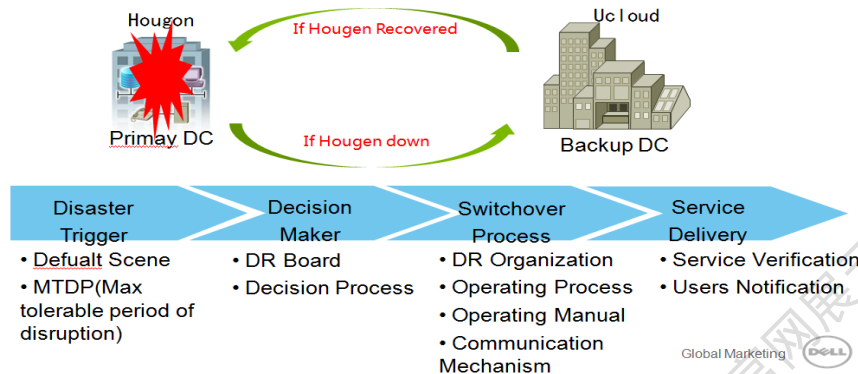 Hougon
Ucloud
If Hougen Recovered
Primay DC
If Hougen down
Backup DC
Disaster
Trigger
Decision
Maker
Switchover
Process
Service
Delivery
• Defualt Scene
• MTDP(Max
tolerable period of
disruption)
• DR Board
• Decision Process
• DR Organization
• Operating Process
• Operating Manual
• Communication
Mechanism
• Service Verification
• Users Notification
Global Marketing
DELL